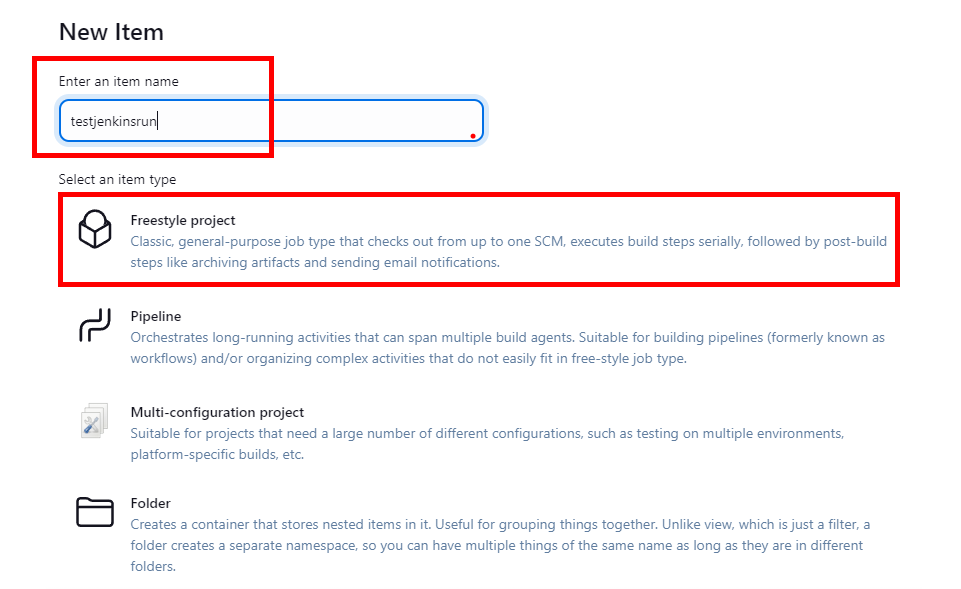 New Item
Enter an item name
testjenkinsrun
Select an item type
Freestyle project
Classic, general-purpose job type that checks out from up to one SCM, executes build steps serially, followed by post-build
steps like archiving artifacts and sending email notifications.
Pipeline
Orchestrates long-running activities that can span multiple build agents. Suitable for building pipelines (formerly known as
workflows) and/or organizing complex activities that do not easily fit in free-style job type.
Multi-configuration project
Suitable for projects that need a large number of different configurations, such as testing on multiple environments,
platform-specific builds, etc.
Folder
Creates a container that stores nested items in it. Useful for grouping things together. Unlike view, which is just a filter, a
folder creates a separate namespace, so you can have multiple things of the same name as long as they are in different
folders.